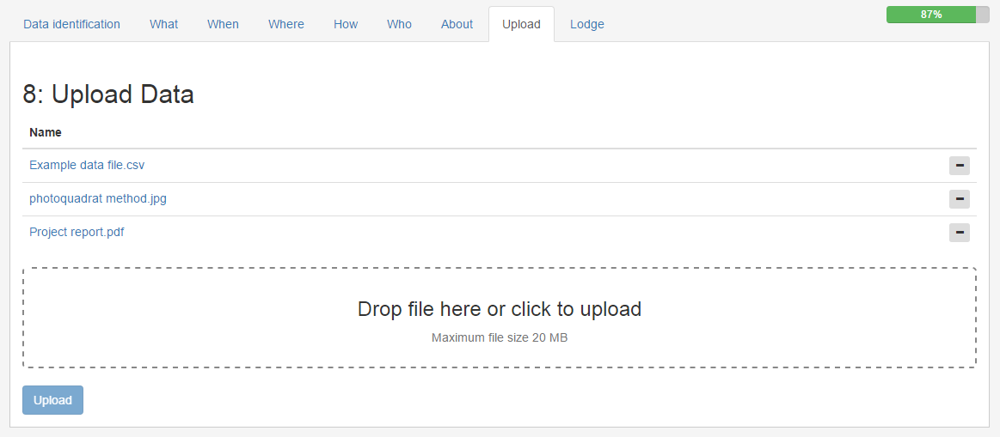 Data identification What When Where How Who About Upload Lodge 87%
8: Upload Data
Name
Example data file.csv
photoquadrat method.jpg
Project report.pdf
Drop file here or click to upload
Maximum file size 20 MB
Upload